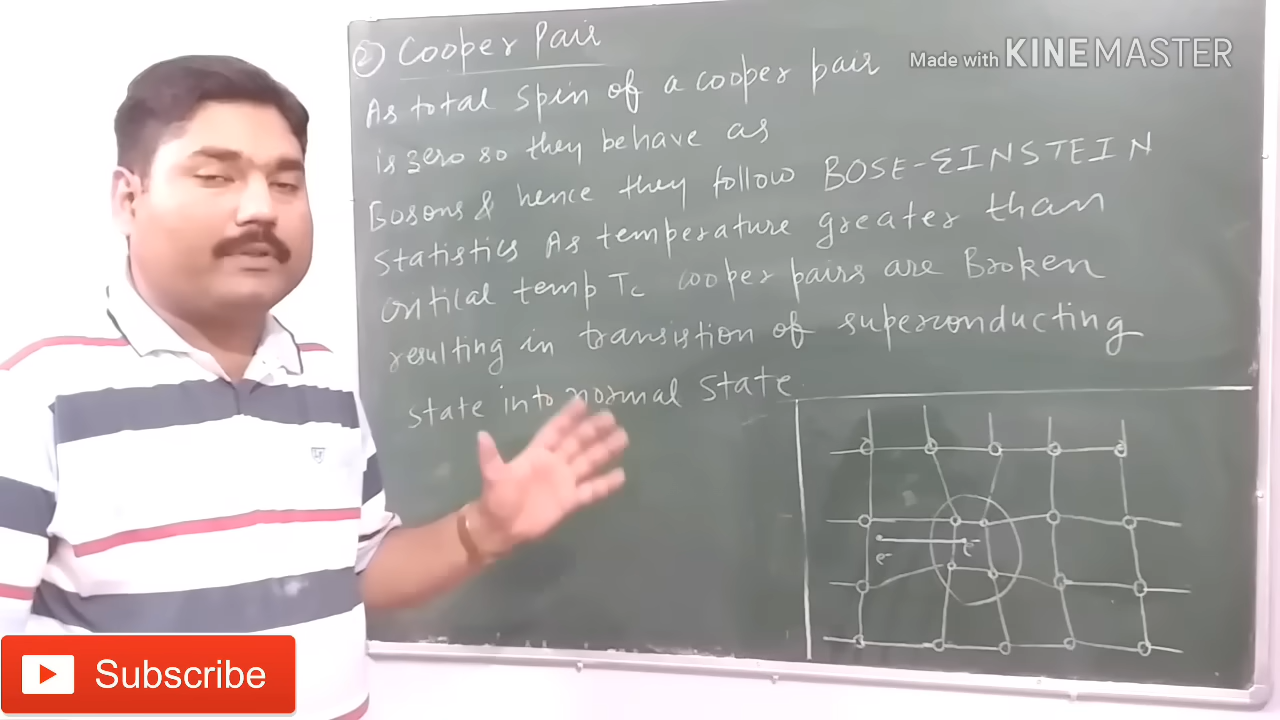 ② Cooper Pair
Made with KINEMASTER
As total spin of a cooper pair
is zero so they behave as
Bosons & hence they follow BOSE-EINSTEIN
statistics As temperature greater than
critical temp Tc cooper pairs are Broken
resulting in transistion of superconducting
state into normal state
e-
e-
Subscribe